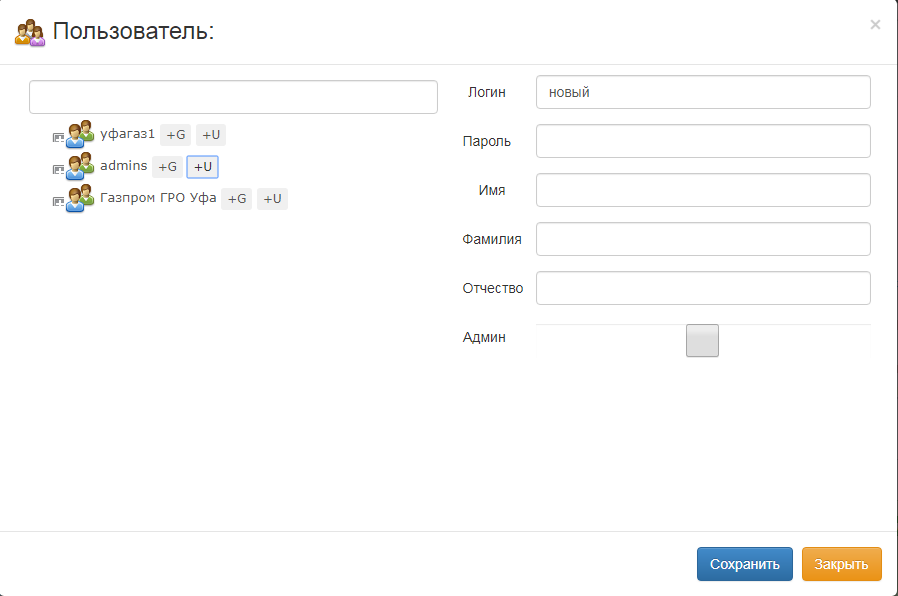 Пользователь:
×
уфагаз1 +G +U
admins +G +U
Газпром ГРО Уфа +G +U
Логин новый
Пароль
Имя
Фамилия
Отчество
Админ
Сохранить Закрыть